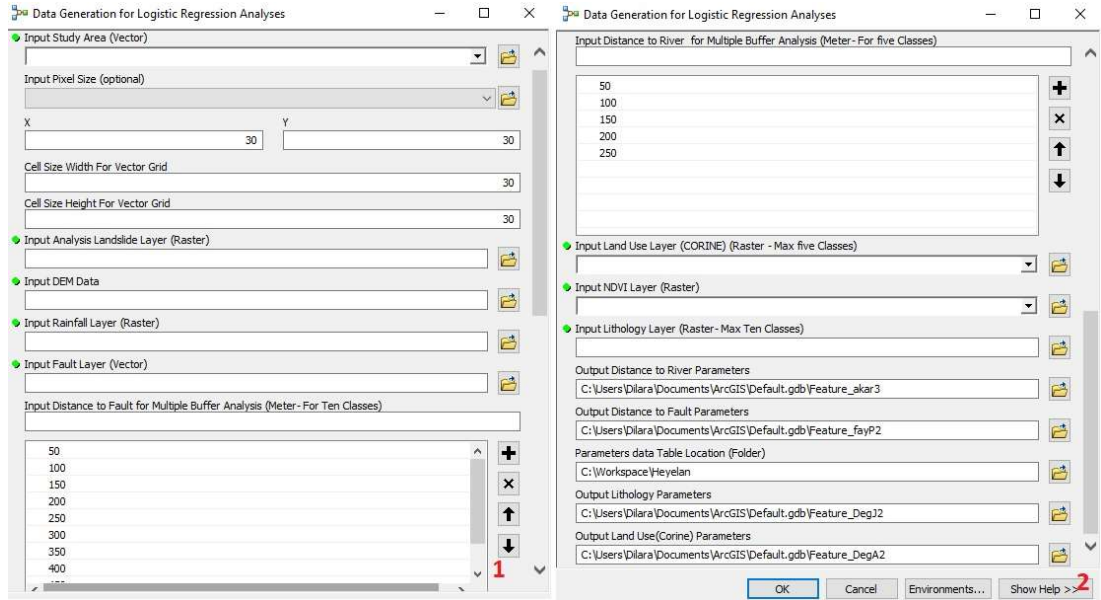 Data Generation for Logistic Regression Analyses
Input Study Area (Vector)
Input Pixel Size (optional)
X Y
30 30
Cell Size Width For Vector Grid
30
Cell Size Height For Vector Grid
30
Input Analysis Landslide Layer (Raster)
Input DEM Data
Input Rainfall Layer (Raster)
Input Fault Layer (Vector)
Input Distance to Fault for Multiple Buffer Analysis (Meter-For Ten Classes)
50
100
150
200
250
300
350
400
1
Data Generation for Logistic Regression Analyses
Input Distance to River for Multiple Buffer Analysis (Meter-For five Classes)
50
100
150
200
250
Input Land Use Layer (CORINE) (Raster - Max five Classes)
Input NDVI Layer (Raster)
Input Lithology Layer (Raster-Max Ten Classes)
Output Distance to River Parameters
C:\Users\Dilara\Documents\ArcGIS\Default.gdb\Feature_akar3
Output Distance to Fault Parameters
C:\Users\Dilara\Documents\ArcGIS\Default.gdb\Feature_fayP2
Parameters data Table Location (Folder)
C:\Workspace\Heyelan
Output Lithology Parameters
C:\Users\Dilara\Documents\ArcGIS\Default.gdb\Feature_DegJ2
Output Land Use(Corine) Parameters
C:\Users\Dilara\Documents\ArcGIS\Default.gdb\Feature_DegA2
OK Cancel Environments... Show Help >>
2